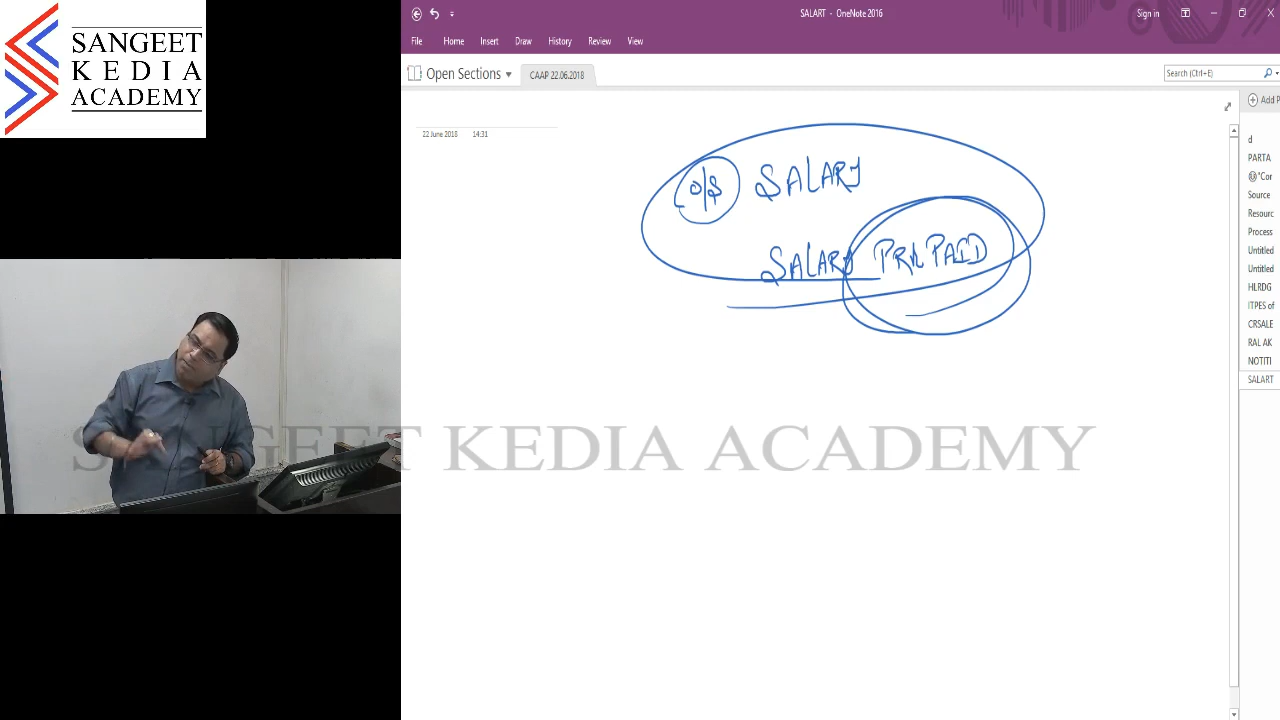 SANGEET
KEDIA
ACADEMY
SALART - OneNote 2016
Sign in
File Home Insert Draw History Review View
Open Sections
CAAP 22.06.2018
Search (Ctrl+E)
Add P
22 June 2018 14:31
O/S SALARY
SALARY PREPAID
d
PARTA
"Cor
Source
Resourc
Process
Untitled
Untitled
HLRDG
ITPES of
CRSALE
RAL AK
NOTITI
SALART
SANGEET KEDIA ACADEMY